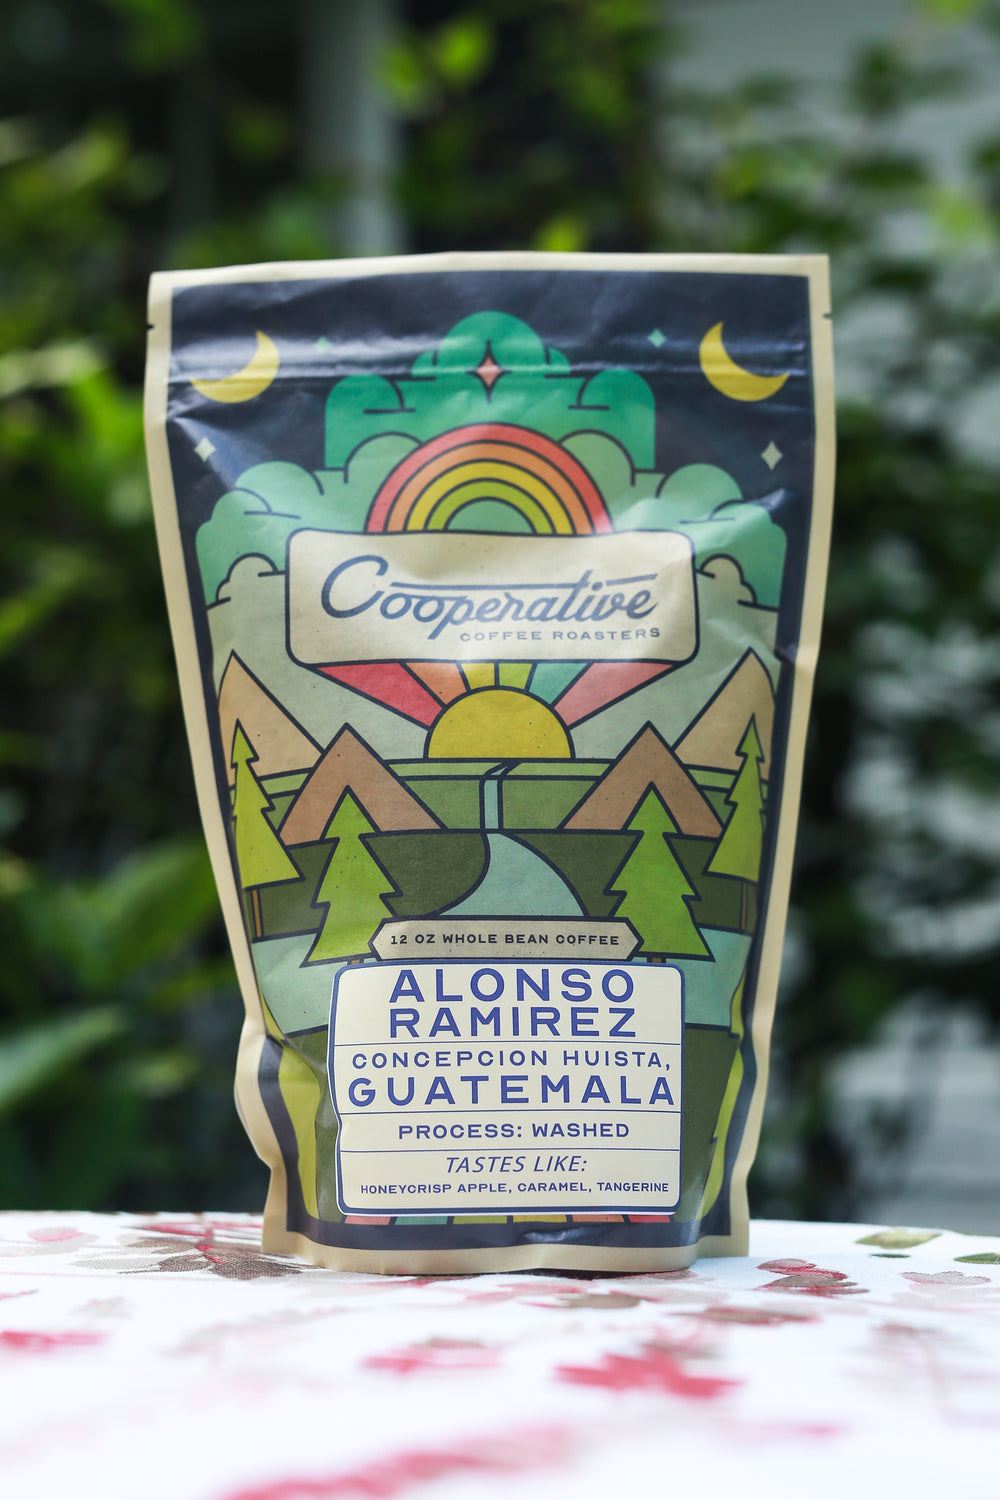 Cooperative
COFFEE ROASTERS
12 OZ WHOLE BEAN COFFEE
ALONSO
RAMIREZ
CONCEPCION HUISTA,
GUATEMALA
PROCESS: WASHED
TASTES LIKE:
HONEYCRISP APPLE, CARAMEL, TANGERINE